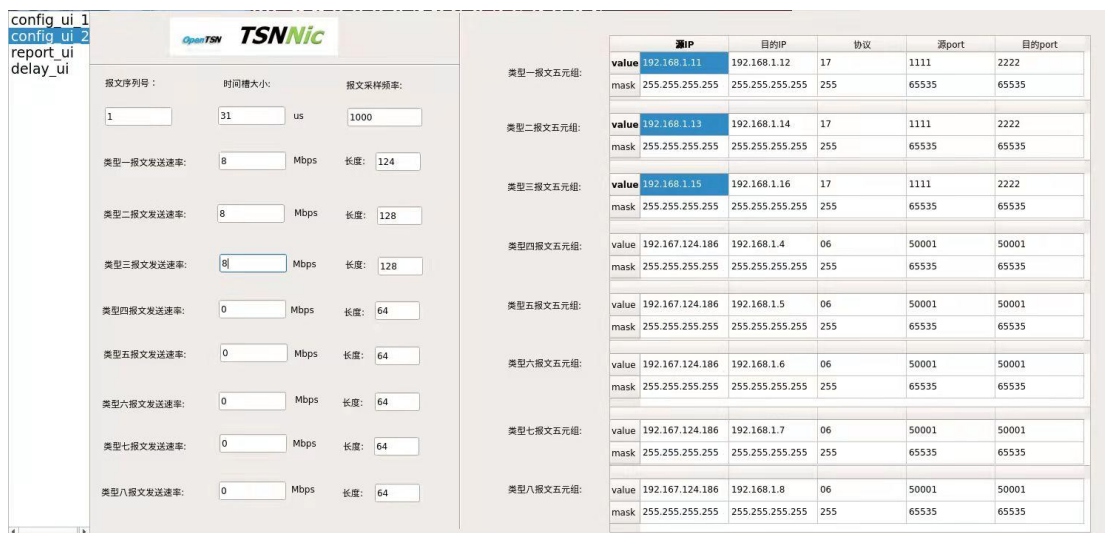 config_ui_1
config_ui_2
report_ui
delay_ui
OpenTSN TSNNic
报文序列号：
时间槽大小:
报文采样频率:
1
31 us
1000
类型一报文发送速率: 8 Mbps 长度: 124
类型二报文发送速率: 8 Mbps 长度: 128
类型三报文发送速率: 8 Mbps 长度: 128
类型四报文发送速率: 0 Mbps 长度: 64
类型五报文发送速率: 0 Mbps 长度: 64
类型六报文发送速率: 0 Mbps 长度: 64
类型七报文发送速率: 0 Mbps 长度: 64
类型八报文发送速率: 0 Mbps 长度: 64
源IP 目的IP 协议 源port 目的port
类型一报文五元组:
value 192.168.1.11 192.168.1.12 17 1111 2222
mask 255.255.255.255 255.255.255.255 255 65535 65535
类型二报文五元组:
value 192.168.1.13 192.168.1.14 17 1111 2222
mask 255.255.255.255 255.255.255.255 255 65535 65535
类型三报文五元组:
value 192.168.1.15 192.168.1.16 17 1111 2222
mask 255.255.255.255 255.255.255.255 255 65535 65535
类型四报文五元组:
value 192.167.124.186 192.168.1.4 06 50001 50001
mask 255.255.255.255 255.255.255.255 255 65535 65535
类型五报文五元组:
value 192.167.124.186 192.168.1.5 06 50001 50001
mask 255.255.255.255 255.255.255.255 255 65535 65535
类型六报文五元组:
value 192.167.124.186 192.168.1.6 06 50001 50001
mask 255.255.255.255 255.255.255.255 255 65535 65535
类型七报文五元组:
value 192.167.124.186 192.168.1.7 06 50001 50001
mask 255.255.255.255 255.255.255.255 255 65535 65535
类型八报文五元组:
value 192.167.124.186 192.168.1.8 06 50001 50001
mask 255.255.255.255 255.255.255.255 255 65535 65535